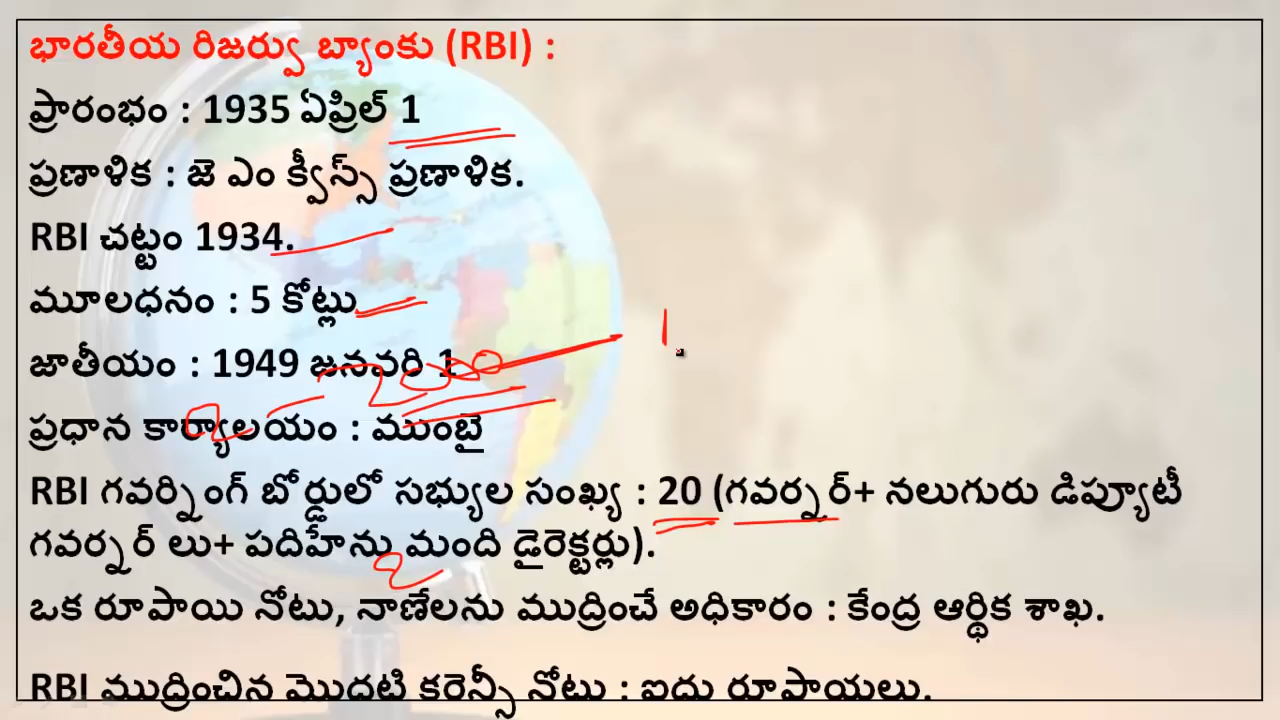 భారతీయ రిజర్వు బ్యాంకు (RBI) :
ప్రారంభం : 1935 ఏప్రిల్ 1
ప్రణాళిక : జె ఎం క్వీస్స్ ప్రణాళిక.
RBI చట్టం 1934.
మూలధనం : 5 కోట్లు
జాతీయం : 1949 జనవరి 1
ప్రధాన కార్యాలయం : ముంబై
RBI గవర్నింగ్ బోర్డులో సభ్యుల సంఖ్య : 20 (గవర్నర్+ నలుగురు డిప్యూటీ
గవర్నర్ లు+ పదిహేను మంది డైరెక్టర్లు).
ఒక రూపాయి నోటు, నాణేలను ముద్రించే అధికారం : కేంద్ర ఆర్థిక శాఖ.
RBI ముద్రించిన మొదటి కరెన్సీ నోటు : ఐదు రూపాయలు.